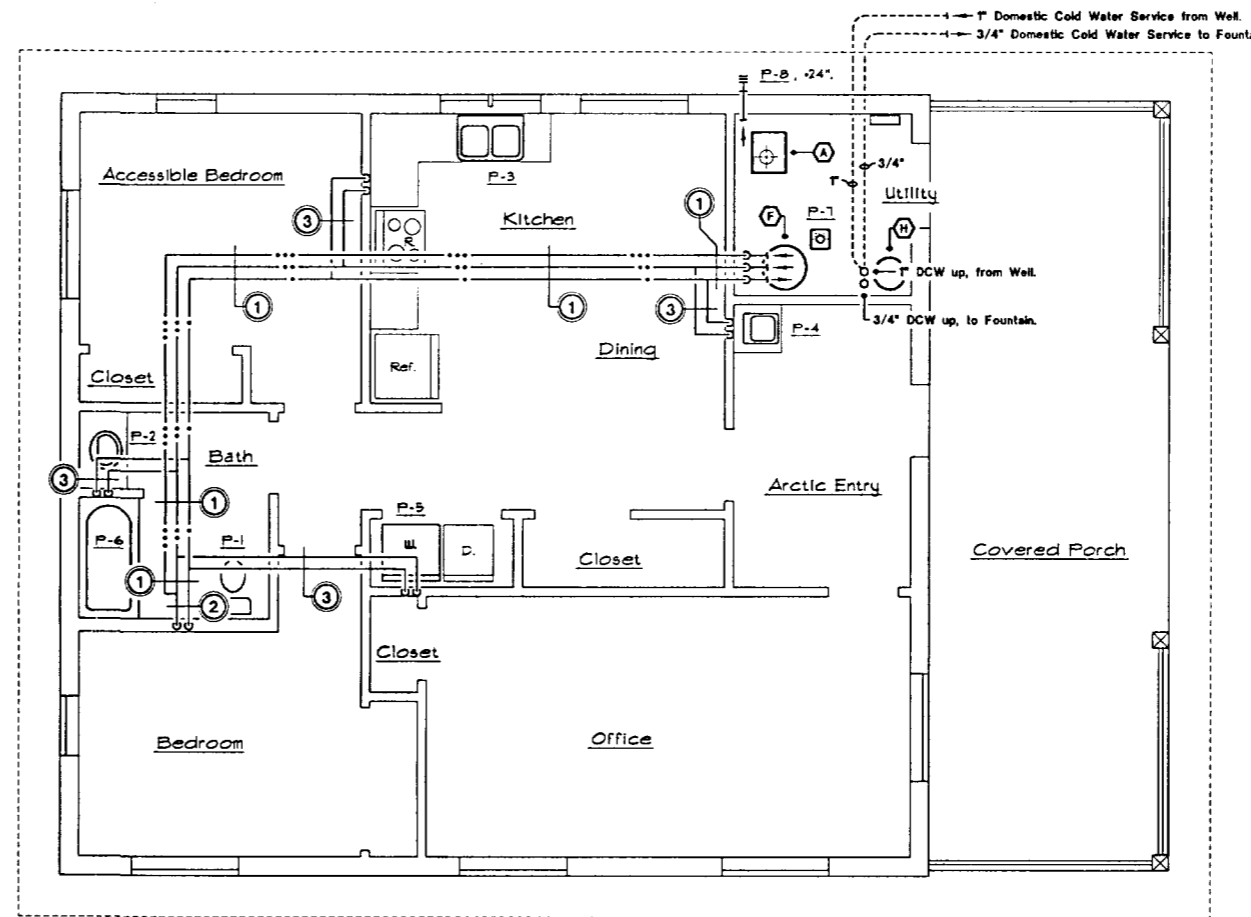 1" Domestic Cold Water Service from Well.
3/4" Domestic Cold Water Service to Founta
P-8, +24".
A
3/4"
1"
Utility
Accessible Bedroom
P-3
Kitchen
3
1
F
P-7
H
R.
1" DCW up, from Well.
1
1
3
3/4" DCW up, to Fountain.
P-4
Dining
Ref.
Closet
P-2
Bath
3
1
Arctic Entry
P-5
P-6
P-1
D.
Closet
Covered Porch
1
2
3
Closet
Bedroom
Office